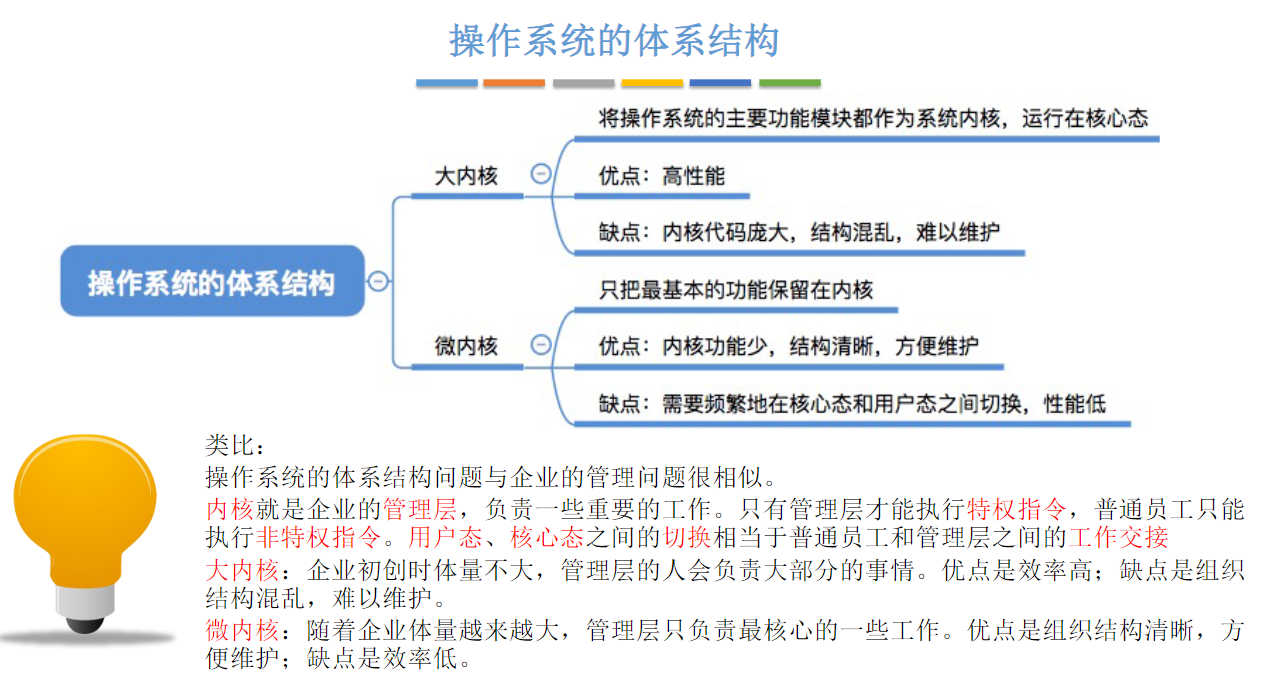 操作系统的体系结构
将操作系统的主要功能模块都作为系统内核，运行在核心态
大内核
优点：高性能
缺点：内核代码庞大，结构混乱，难以维护
操作系统的体系结构
只把最基本的功能保留在内核
微内核
优点：内核功能少，结构清晰，方便维护
缺点：需要频繁地在核心态和用户态之间切换，性能低
类比：
操作系统的体系结构问题与企业的管理问题很相似。
内核就是企业的管理层，负责一些重要的工作。只有管理层才能执行特权指令，普通员工只能
执行非特权指令。用户态、核心态之间的切换相当于普通员工和管理层之间的工作交接
大内核：企业初创时体量不大，管理层的人会负责大部分的事情。优点是效率高；缺点是组织
结构混乱，难以维护。
微内核：随着企业体量越来越大，管理层只负责最核心的一些工作。优点是组织结构清晰，方
便维护；缺点是效率低。